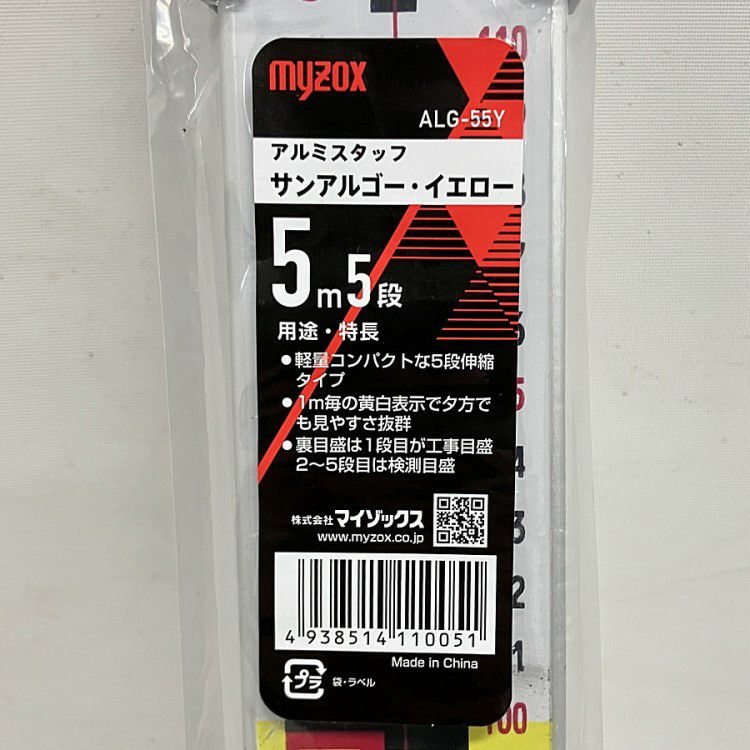 myzox
ALG-55Y
アルミスタッフ
サンアルゴー・イエロー
5m5段
用途・特長
●軽量コンパクトな5段伸縮
タイプ
●1m毎の黄白表示で夕方で
も見やすさ抜群
●裏目盛は1段目が工事目盛
2〜5段目は検測目盛
株式会社マイゾックス
www.myzox.co.jp
4 938514 110051
Made in China
プラ
袋・ラベル
110
8
7
6
5
4
3
2
1
100